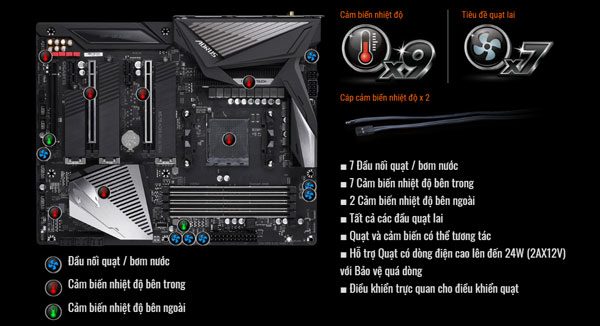 Cảm biến nhiệt độ
Tiêu đề quạt lai
x9
x7
AORUS
Cáp cảm biến nhiệt độ x 2
■ 7 Đầu nối quạt / bơm nước
■ 7 Cảm biến nhiệt độ bên trong
■ 2 Cảm biến nhiệt độ bên ngoài
■ Tất cả các đầu quạt lai
■ Quạt và cảm biến có thể tương tác
■ Hỗ trợ Quạt có dòng điện cao lên đến 24W (2AX12V)
với Bảo vệ quá dòng
■ Điều khiển trực quan cho điều khiển quạt
Đầu nối quạt / bơm nước
Cảm biến nhiệt độ bên trong
Cảm biến nhiệt độ bên ngoài